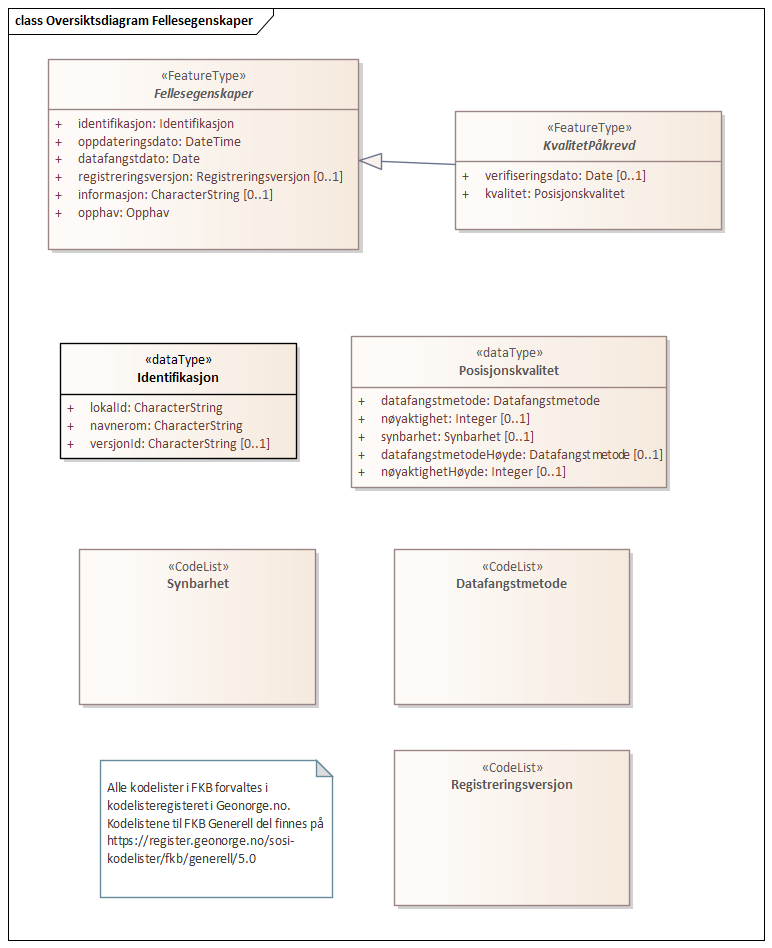 class Oversiktsdiagram Fellesegenskaper
«FeatureType»
Fellesegenskaper
+ identifikasjon: Identifikasjon
+ oppdateringsdato: DateTime
+ datafangstdato: Date
+ registreringsversjon: Registreringsversjon [0..1]
+ informasjon: CharacterString [0..1]
+ opphav: Opphav
«FeatureType»
KvalitetPåkrevd
+ verifiseringsdato: Date [0..1]
+ kvalitet: Posisjonskvalitet
«dataType»
Identifikasjon
+ lokalId: CharacterString
+ navnerom: CharacterString
+ versjonId: CharacterString [0..1]
«dataType»
Posisjonskvalitet
+ datafangstmetode: Datafangstmetode
+ nøyaktighet: Integer [0..1]
+ synbarhet: Synbarhet [0..1]
+ datafangstmetodeHøyde: Datafangstmetode [0..1]
+ nøyaktighetHøyde: Integer [0..1]
«CodeList»
Synbarhet
«CodeList»
Datafangstmetode
Alle kodelister i FKB forvaltes i
kodelisteregisteret i Geonorge.no.
Kodelistene til FKB Generell del finnes på
https://register.geonorge.no/sosi-
kodelister/fkb/generell/5.0
«CodeList»
Registreringsversjon